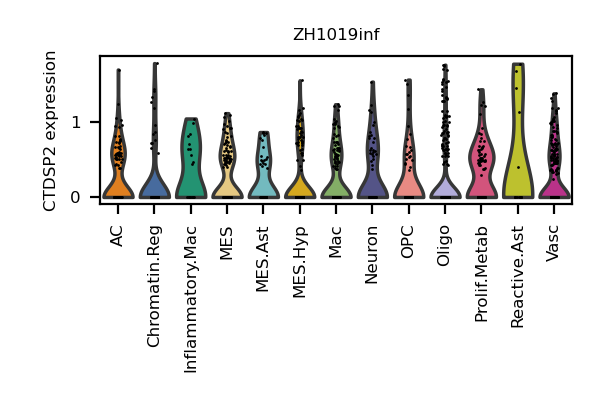 ZH1019inf
CTDSP2 expression
1
0
AC
Chromatin.Reg
Inflammatory.Mac
MES
MES.Ast
MES.Hyp
Mac
Neuron
OPC
Oligo
Prolif.Metab
Reactive.Ast
Vasc